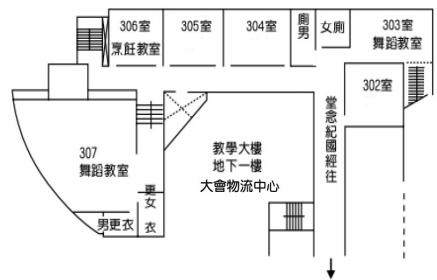 306室
烹飪教室
305室
304室
廁男
女廁
303室
舞蹈教室
302室
307
舞蹈教室
教學大樓
地下一樓
大會物流中心
堂念紀國經往
更女衣
男更衣